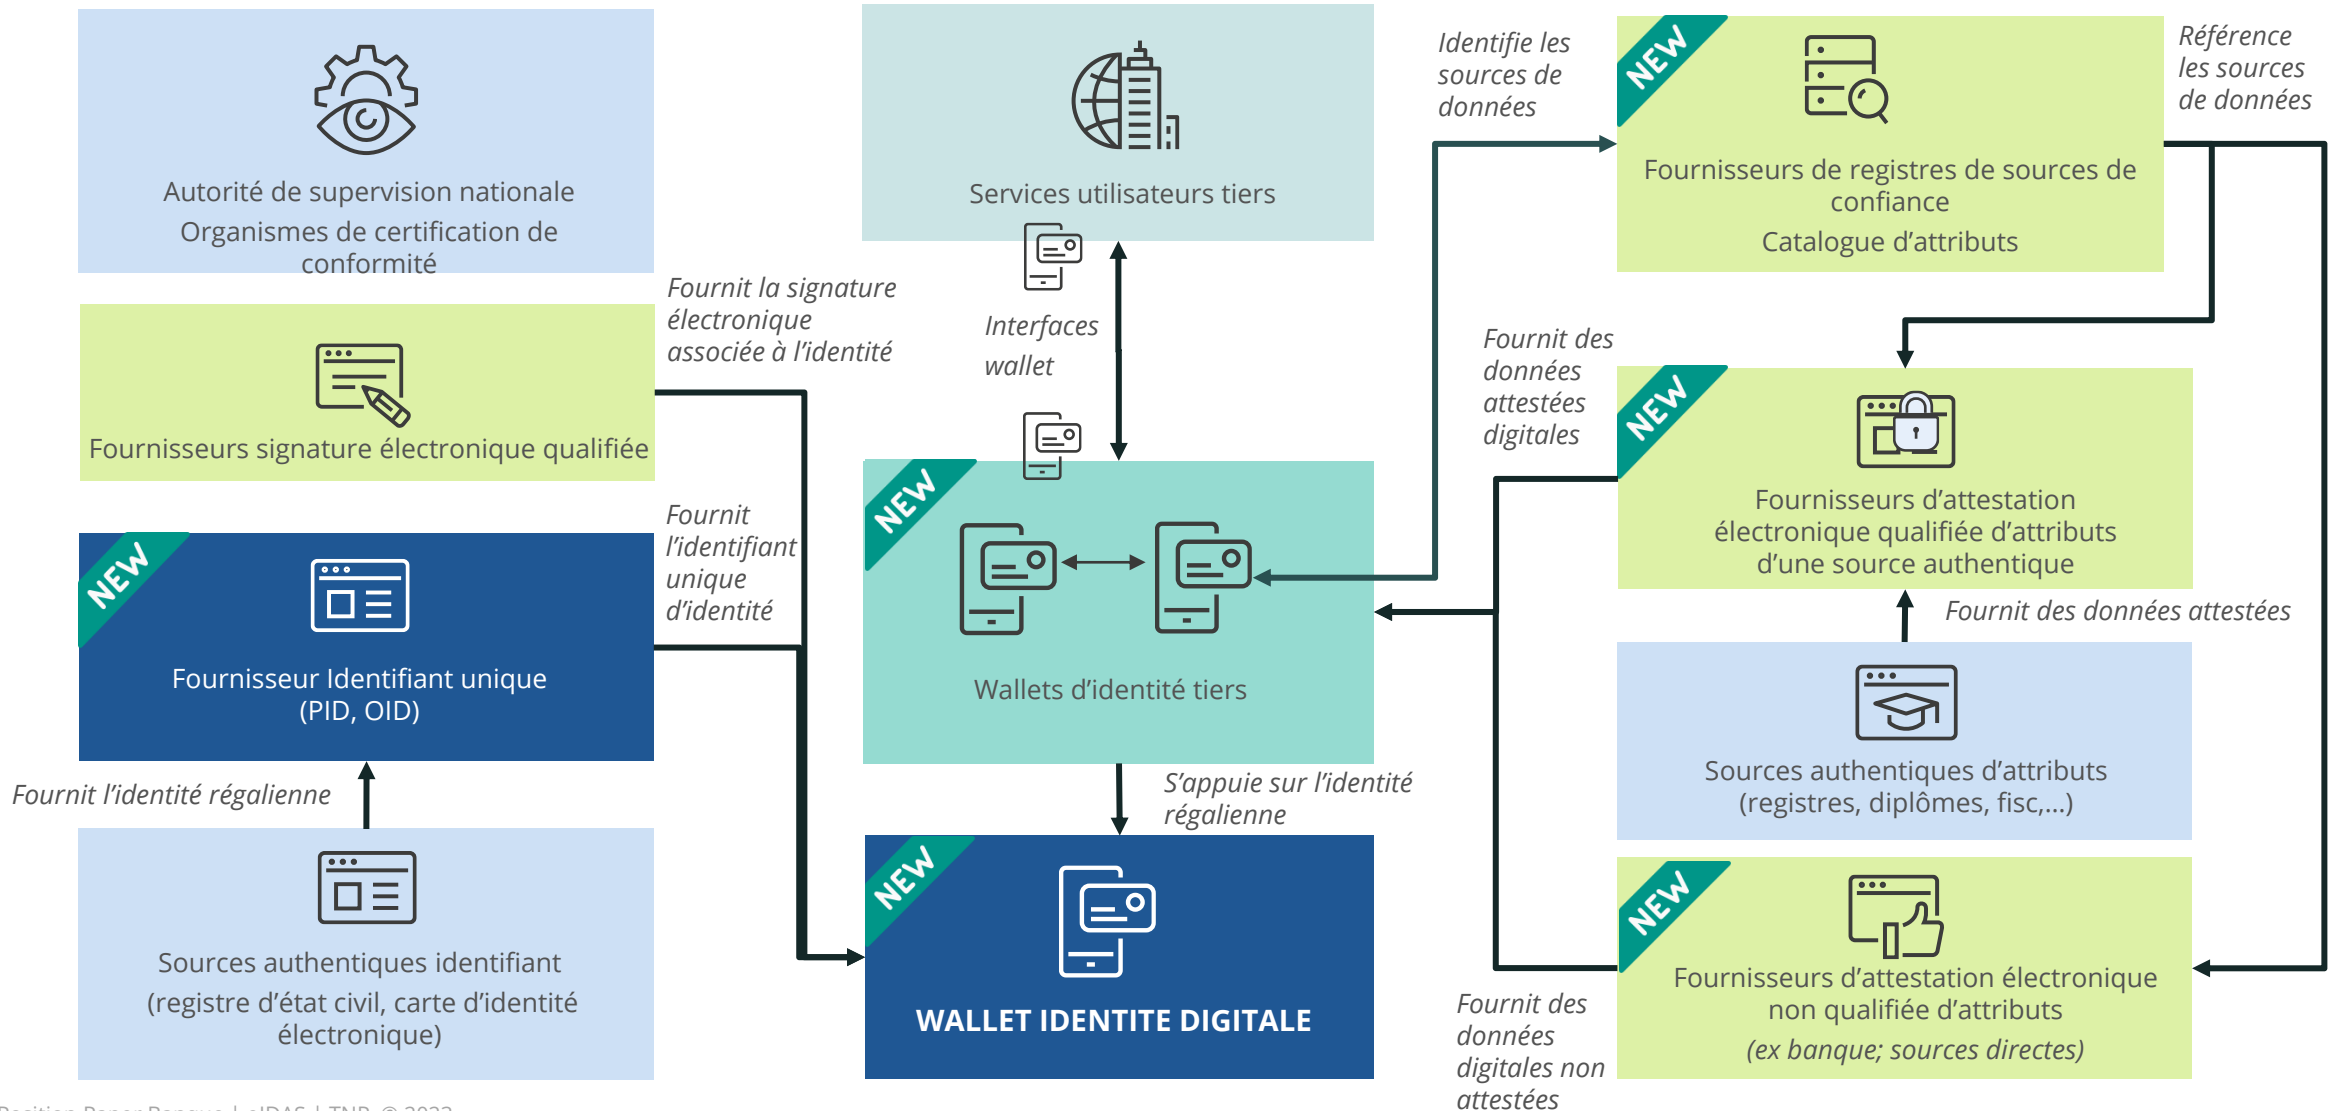 Autorité de supervision nationale
Organismes de certification de
conformité
Services utilisateurs tiers
Identifie les
sources de
données
NEW
Fournisseurs de registres de sources de
confiance
Catalogue d'attributs
Référence
les sources
de données
Fournit la signature
électronique
associée à l'identité
Fournisseurs signature électronique qualifiée
Interfaces
wallet
Fournit des
données
attestées
digitales
NEW
Fournisseurs d'attestation
électronique qualifiée d'attributs
d'une source authentique
Fournit
l'identifiant
unique
d'identité
NEW
Fournisseur Identifiant unique
(PID, OID)
NEW
Wallets d'identité tiers
Fournit des données attestées
Sources authentiques d'attributs
(registres, diplômes, fisc,...)
Fournit l'identité régalienne
S'appuie sur l'identité
régalienne
Sources authentiques identifiant
(registre d'état civil, carte d'identité
électronique)
NEW
WALLET IDENTITE DIGITALE
NEW
Fournisseurs d'attestation électronique
non qualifiée d'attributs
(ex banque; sources directes)
Fournit des
données
digitales non
attestées
Position Paper Banque | eIDAS | TNP © 2023